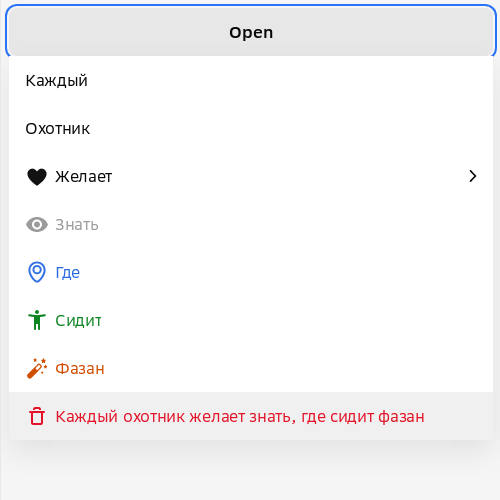 Open
Каждый
Охотник
Желает
Знать
Где
Сидит
Фазан
Каждый охотник желает знать, где сидит фазан